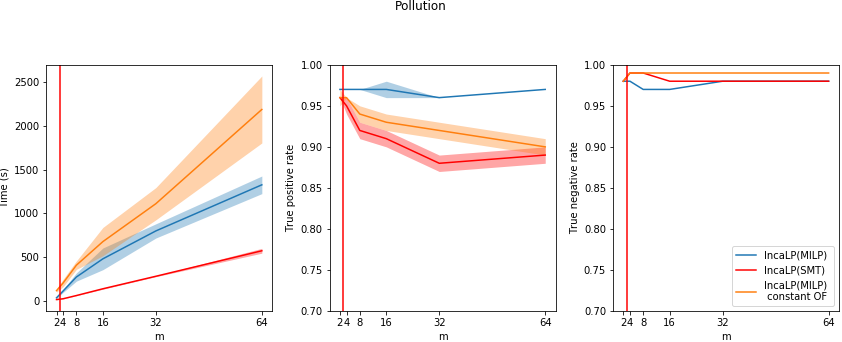 Pollution
Time (s)
2500
2000
1500
1000
500
0
2 4 8 16 32 64
m
True positive rate
1.00
0.95
0.90
0.85
0.80
0.75
0.70
2 4 8 16 32 64
m
True negative rate
1.00
0.95
0.90
0.85
0.80
0.75
0.70
2 4 8 16 32 64
m
IncaLP(MILP)
IncaLP(SMT)
IncaLP(MILP)
constant OF